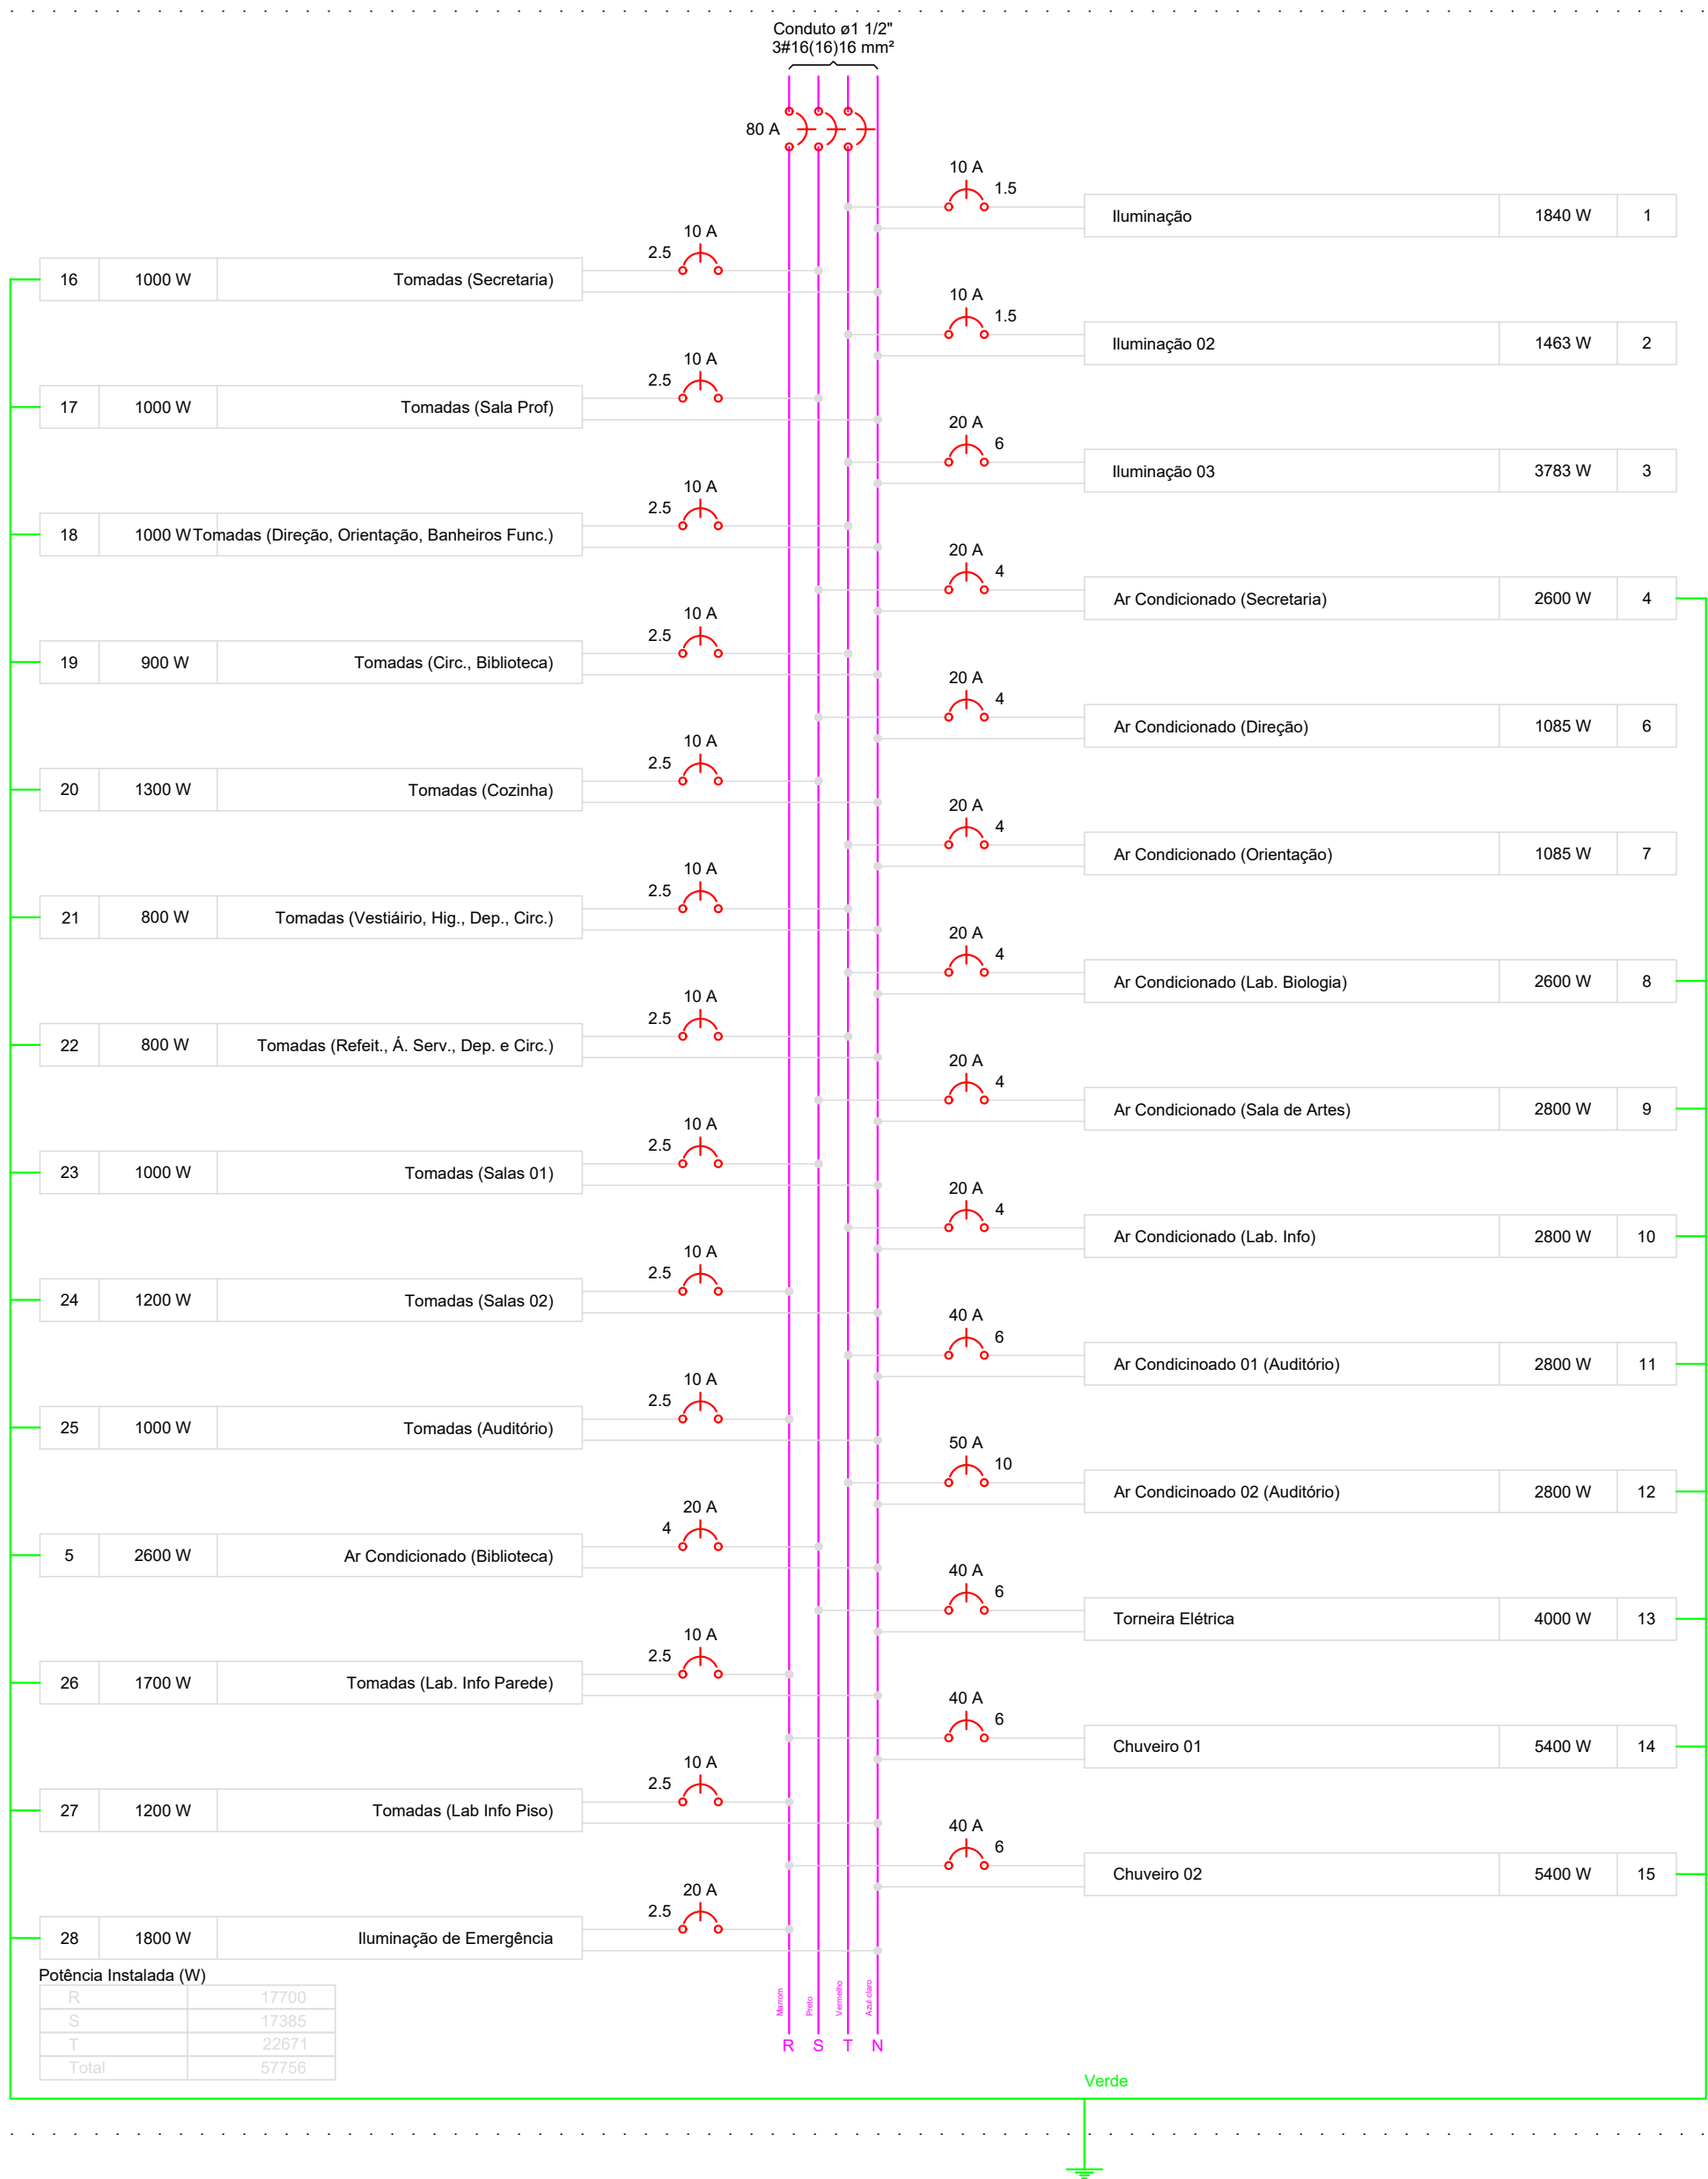 Conduto ø1 1/2"
3#16(16)16 mm²
80 A
10 A
1.5
Iluminação 1840 W 1
10 A
2.5
16 1000 W Tomadas (Secretaria)
10 A
1.5
Iluminação 02 1463 W 2
10 A
2.5
17 1000 W Tomadas (Sala Prof)
20 A
6
Iluminação 03 3783 W 3
10 A
2.5
18 1000 W Tomadas (Direção, Orientação, Banheiros Func.)
20 A
4
Ar Condicionado (Secretaria) 2600 W 4
10 A
2.5
19 900 W Tomadas (Circ., Biblioteca)
20 A
4
Ar Condicionado (Direção) 1085 W 6
10 A
2.5
20 1300 W Tomadas (Cozinha)
20 A
4
Ar Condicionado (Orientação) 1085 W 7
10 A
2.5
21 800 W Tomadas (Vestiáirio, Hig., Dep., Circ.)
20 A
4
Ar Condicionado (Lab. Biologia) 2600 W 8
10 A
2.5
22 800 W Tomadas (Refeit., Á. Serv., Dep. e Circ.)
20 A
4
Ar Condicionado (Sala de Artes) 2800 W 9
10 A
2.5
23 1000 W Tomadas (Salas 01)
20 A
4
Ar Condicionado (Lab. Info) 2800 W 10
10 A
2.5
24 1200 W Tomadas (Salas 02)
40 A
6
Ar Condicinoado 01 (Auditório) 2800 W 11
10 A
2.5
25 1000 W Tomadas (Auditório)
50 A
10
Ar Condicinoado 02 (Auditório) 2800 W 12
20 A
4
5 2600 W Ar Condicionado (Biblioteca)
40 A
6
Torneira Elétrica 4000 W 13
10 A
2.5
26 1700 W Tomadas (Lab. Info Parede)
40 A
6
Chuveiro 01 5400 W 14
10 A
2.5
27 1200 W Tomadas (Lab Info Piso)
40 A
6
Chuveiro 02 5400 W 15
20 A
2.5
28 1800 W Iluminação de Emergência
Potência Instalada (W)
R 17700
S 17385
T 22671
Total 57756
Marrom
Preto
Vermelho
Azul claro
R S T N
Verde